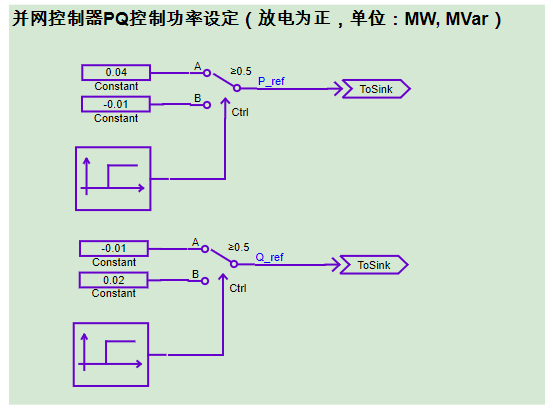 并网控制器PQ控制功率设定（放电为正，单位：MW, MVar）
0.04
Constant
A
≥0.5
P_ref
ToSink
-0.01
Constant
B
Ctrl
-0.01
Constant
A
≥0.5
Q_ref
ToSink
0.02
Constant
B
Ctrl